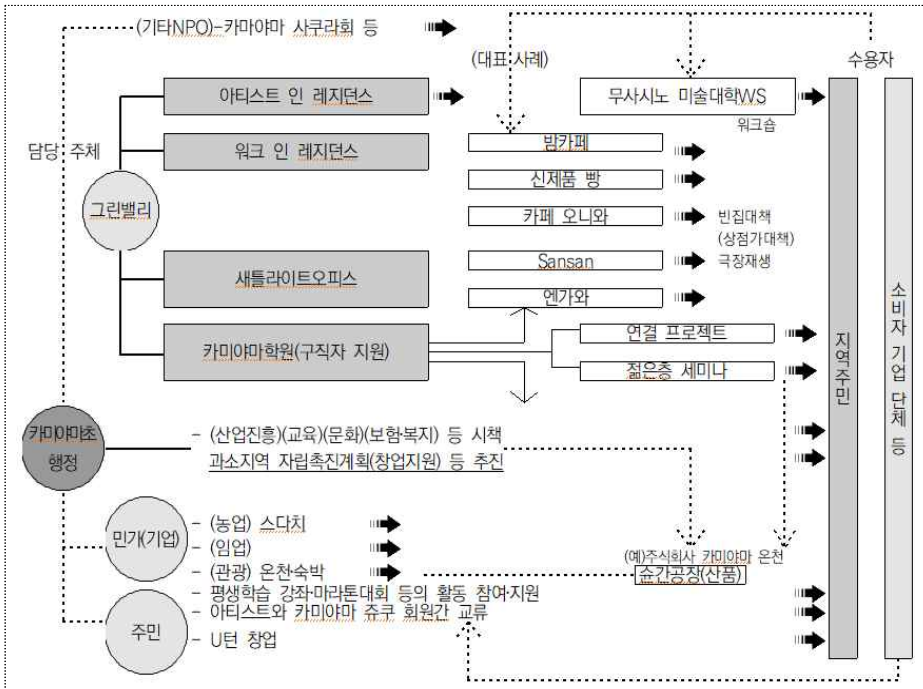 (기타NPO)-카마야마 사쿠라회 등
(대표 사례)
수용자
아티스트 인 레지던스
무사시노 미술대학WS
워크숍
담당 주체
워크 인 레지던스
밤카페
신제품 빵
그린밸리
카페 오니와
빈집대책
(상점가대책)
새틀라이트오피스
Sansan
극장재생
엔가와
카미야마학원(구직자 지원)
연결 프로젝트
젊은층 세미나
지역주민
소비자 기업 단체 등
카미야마초
행정
- (산업진흥)(교육)(문화)(보험·복지) 등 시책
과소지역 자립촉진계획(창업지원) 등 추진
민가(기업)
- (농업) 스다치
- (임업)
- (관광) 온천·숙박
(예)주식회사 카미야마 온천
슌간공장(산품)
- 평생학습 강좌·마라톤대회 등의 활동 참여·지원
- 아티스트와 카미야마 쥬쿠 회원간 교류
주민
- U턴 창업